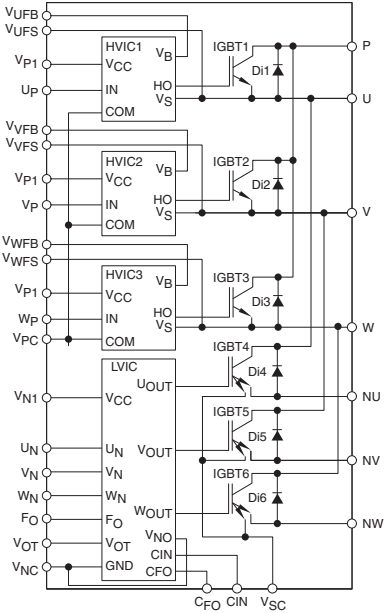 VUFB
VUFS
VP1
UP
HVIC1
VCC
IN
COM
VB
HO
VS
IGBT1
Di1
P
U
VVFB
VVFS
VP1
VP
HVIC2
VCC
IN
COM
VB
HO
VS
IGBT2
Di2
V
VWFB
VWFS
VP1
WP
VPC
HVIC3
VCC
IN
COM
VB
HO
VS
IGBT3
Di3
W
LVIC
VN1
VCC
UOUT
IGBT4
Di4
NU
UN
UN
VOUT
IGBT5
Di5
NV
VN
VN
WN
WN
WOUT
IGBT6
Di6
NW
FO
FO
VNO
VOT
VOT
CIN
VNC
GND
CFO
CFO
CIN
VSC